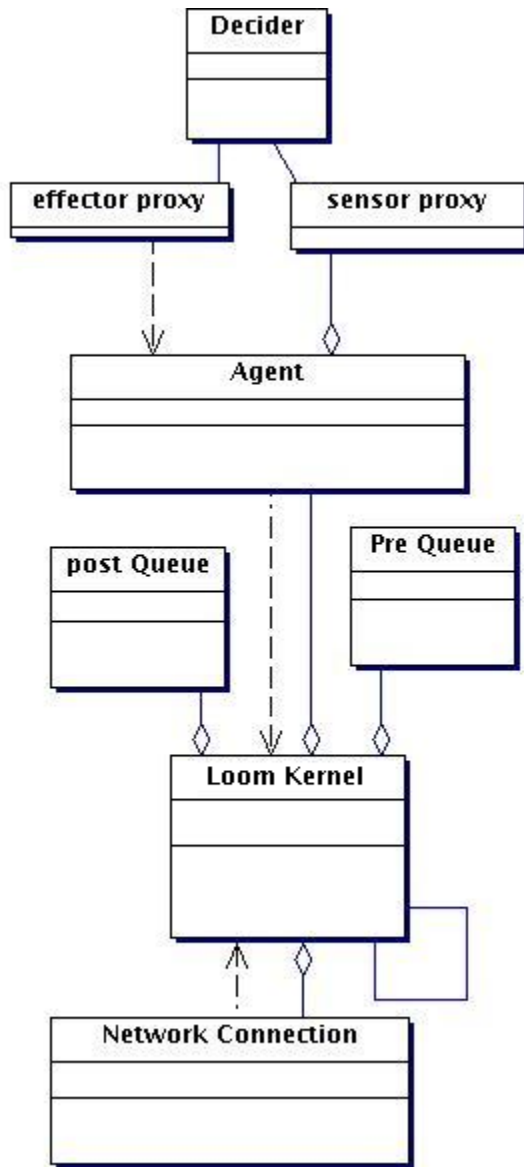 Decider
effector proxy
sensor proxy
Agent
post Queue
Pre Queue
Loom Kernel
Network Connection